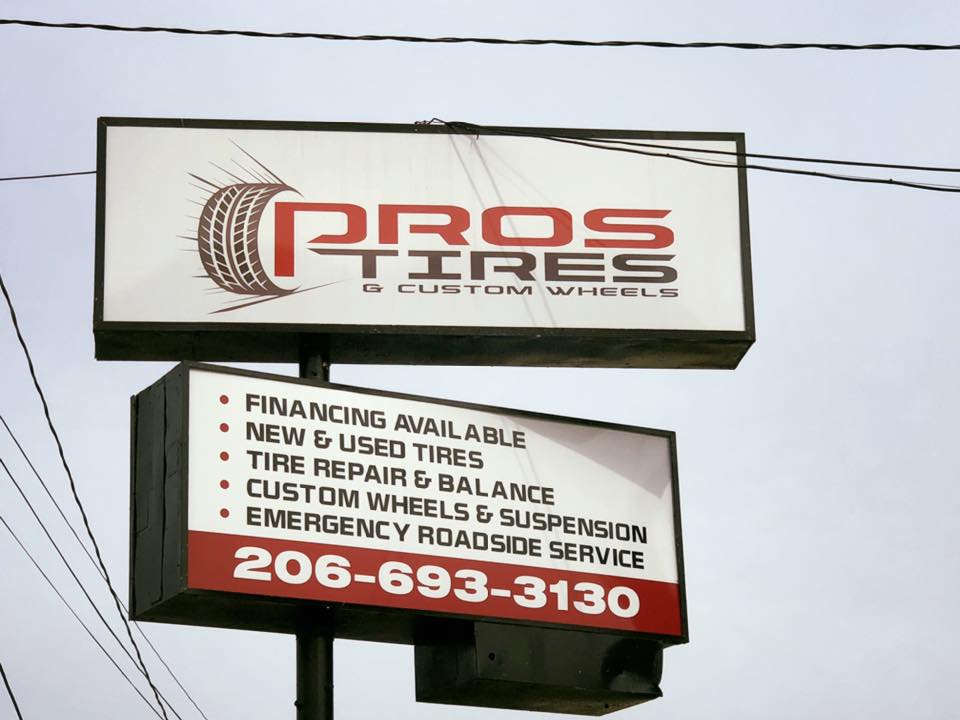 PROS
TIRES
& CUSTOM WHEELS
• FINANCING AVAILABLE
• NEW & USED TIRES
• TIRE REPAIR & BALANCE
• CUSTOM WHEELS & SUSPENSION
• EMERGENCY ROADSIDE SERVICE
206-693-3130